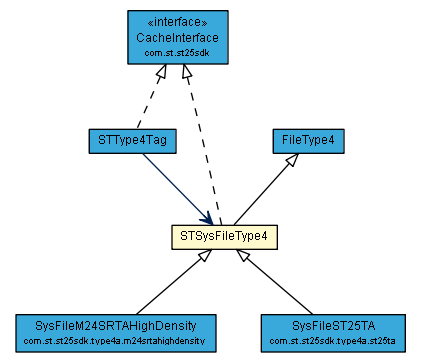 «interface»
CacheInterface
com.st.st25sdk
STType4Tag
FileType4
STSysFileType4
SysFileM24SRTAHighDensity
com.st.st25sdk.type4a.m24srtahighdensity
SysFileST25TA
com.st.st25sdk.type4a.st25ta